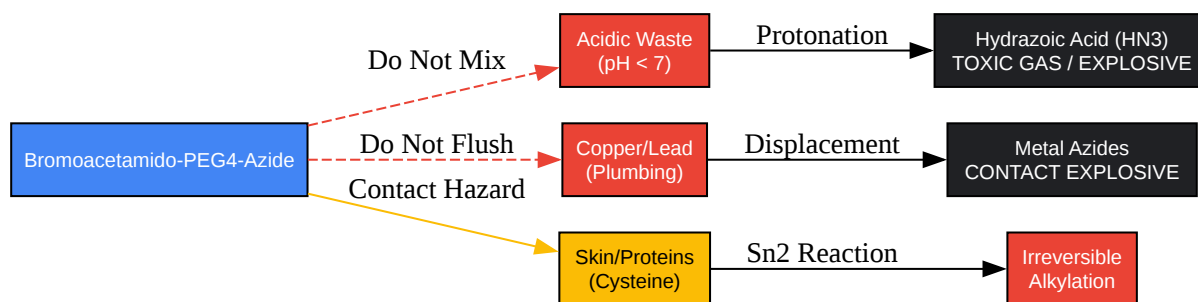 Bromoacetamido-PEG4-Azide
Do Not Mix
Acidic Waste
(pH < 7)
Protonation
Hydrazoic Acid (HN3)
TOXIC GAS / EXPLOSIVE
Do Not Flush
Copper/Lead
(Plumbing)
Displacement
Metal Azides
CONTACT EXPLOSIVE
Contact Hazard
Skin/Proteins
(Cysteine)
Sn2 Reaction
Irreversible
Alkylation